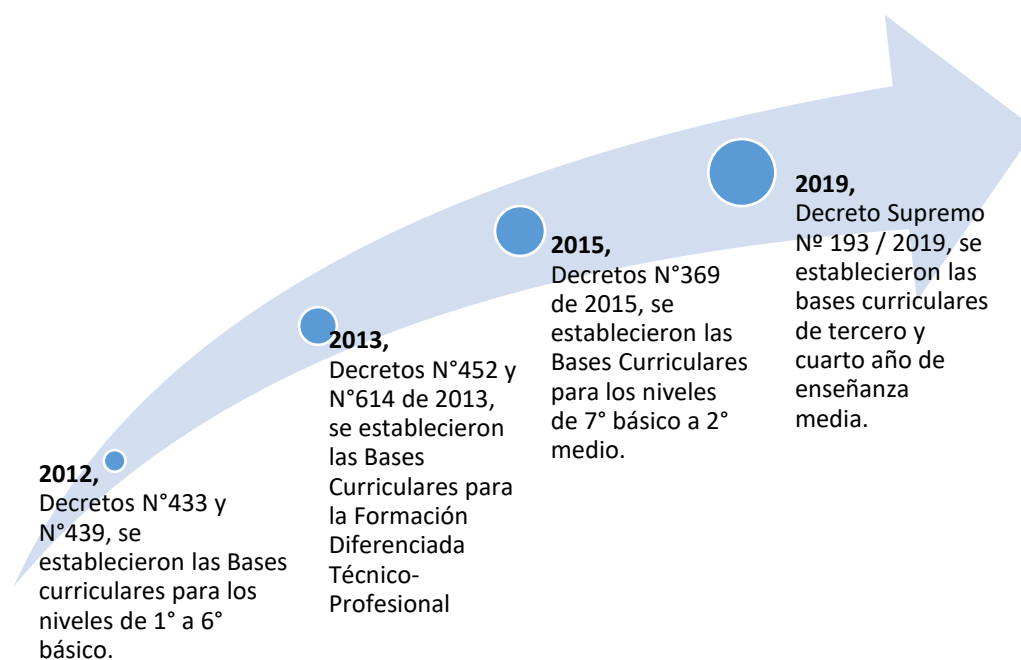 2012,
Decretos N°433 y
N°439, se
establecieron las Bases
curriculares para los
niveles de 1° a 6°
básico.
2013,
Decretos N°452 y
N°614 de 2013,
se establecieron
las Bases
Curriculares para
la Formación
Diferenciada
Técnico-
Profesional
2015,
Decretos N°369
de 2015, se
establecieron las
Bases Curriculares
para los niveles
de 7° básico a 2°
medio.
2019,
Decreto Supremo
Nº 193 / 2019, se
establecieron las
bases curriculares
de tercero y
cuarto año de
enseñanza
media.